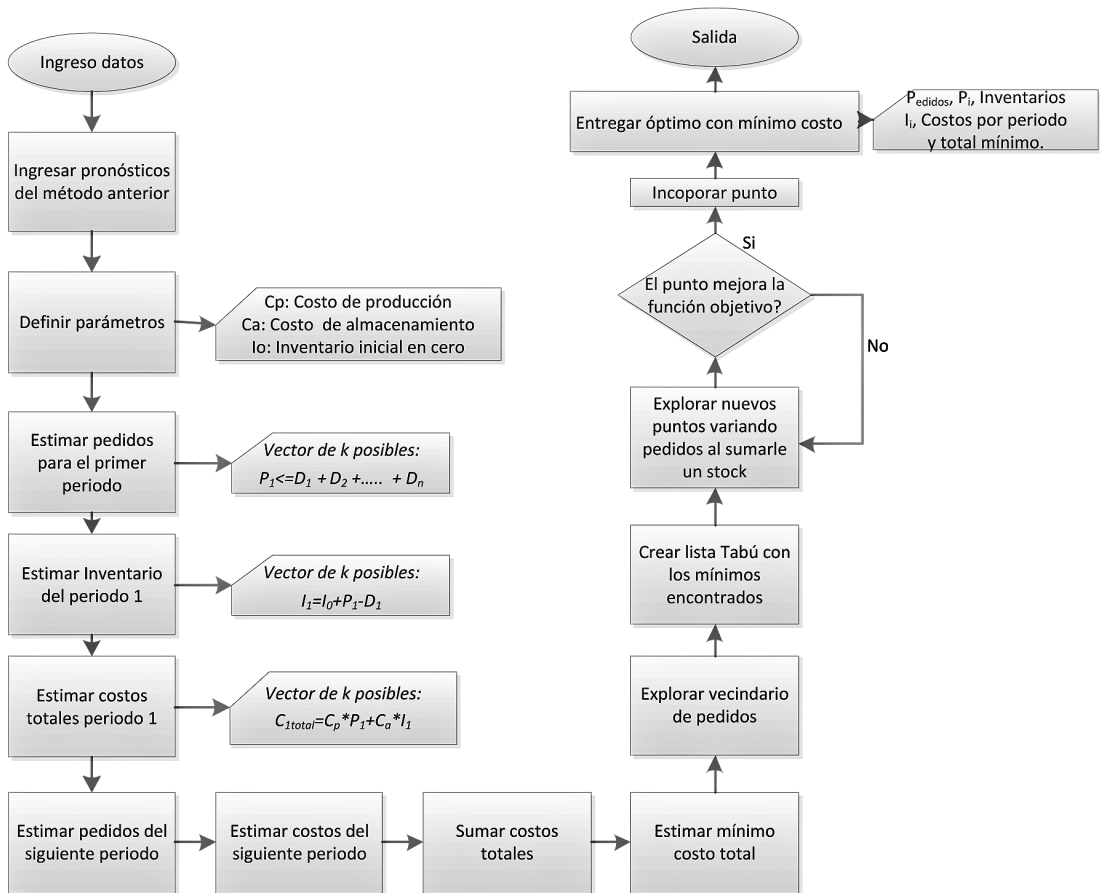 Ingreso datos
Ingresar pronósticos
del método anterior
Definir parámetros
Cp: Costo de producción
Ca: Costo de almacenamiento
Io: Inventario inicial en cero
Estimar pedidos
para el primer
periodo
Vector de k posibles:
P1<=D1 + D2 +..... + Dn
Estimar Inventario
del periodo 1
Vector de k posibles:
I1=I0+P1-D1
Estimar costos
totales periodo 1
Vector de k posibles:
C1total=Cp*P1+Ca*I1
Estimar pedidos del
siguiente periodo
Estimar costos del
siguiente periodo
Sumar costos
totales
Estimar mínimo
costo total
Explorar vecindario
de pedidos
Crear lista Tabú con
los mínimos
encontrados
Explorar nuevos
puntos variando
pedidos al sumarle
un stock
El punto mejora la
función objetivo?
No
Si
Incoporar punto
Entregar óptimo con mínimo costo
Pedidos, Pi, Inventarios
Ii, Costos por periodo
y total mínimo.
Salida